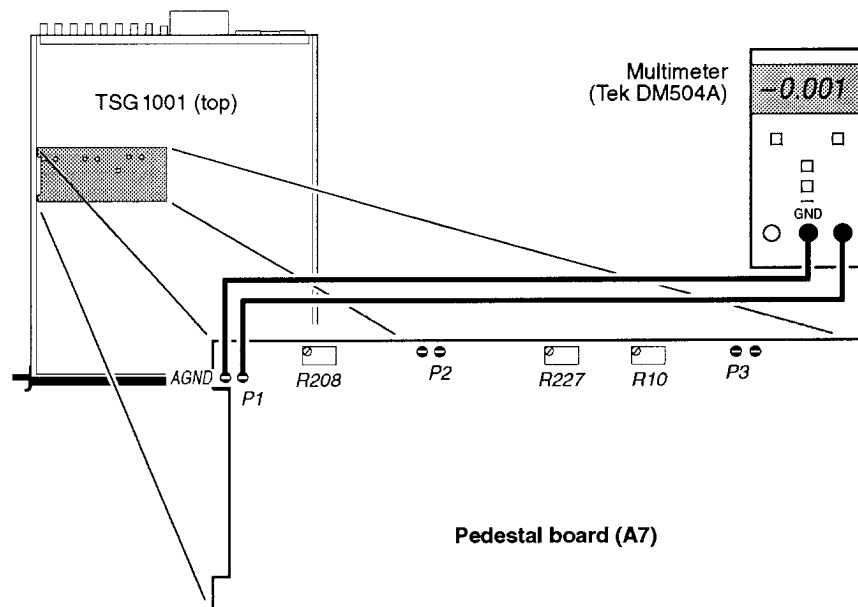 TSG 1001 (top)
Multimeter
(Tek DM504A)
−0.001
GND
AGND
P1
R208
P2
R227
R10
P3
Pedestal board (A7)